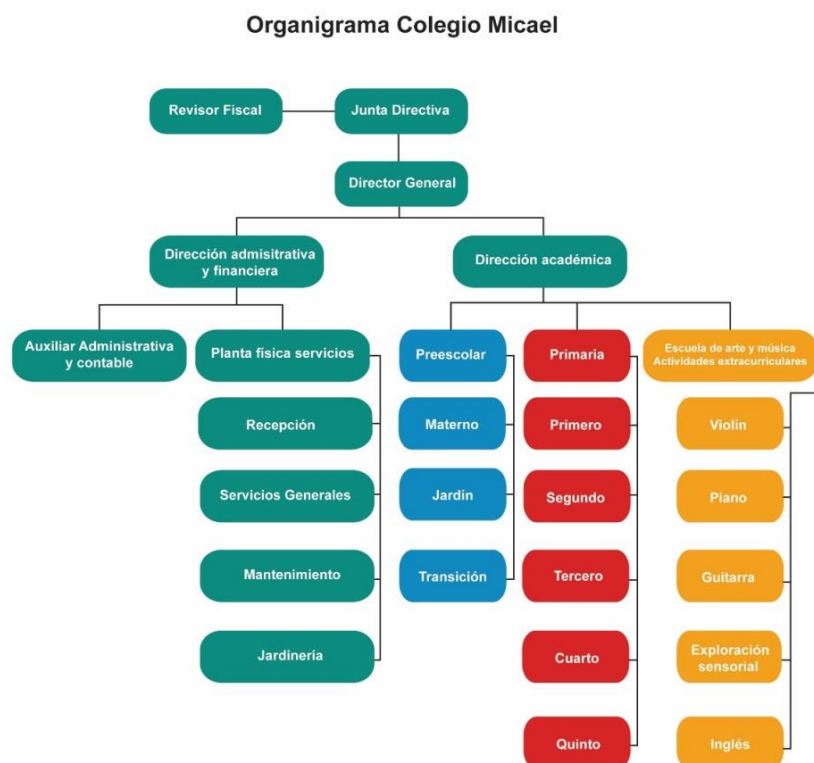 Organigrama Colegio Micael
Revisor Fiscal
Junta Directiva
Director General
Dirección admisitrativa
y financiera
Dirección académica
Auxiliar Administrativa
y contable
Planta física servicios
Recepción
Servicios Generales
Mantenimiento
Jardinería
Preescolar
Materno
Jardín
Transición
Primaria
Primero
Segundo
Tercero
Cuarto
Quinto
Escuela de arte y música
Actividades extracurriculares
Violín
Piano
Guitarra
Exploración
sensorial
Inglés